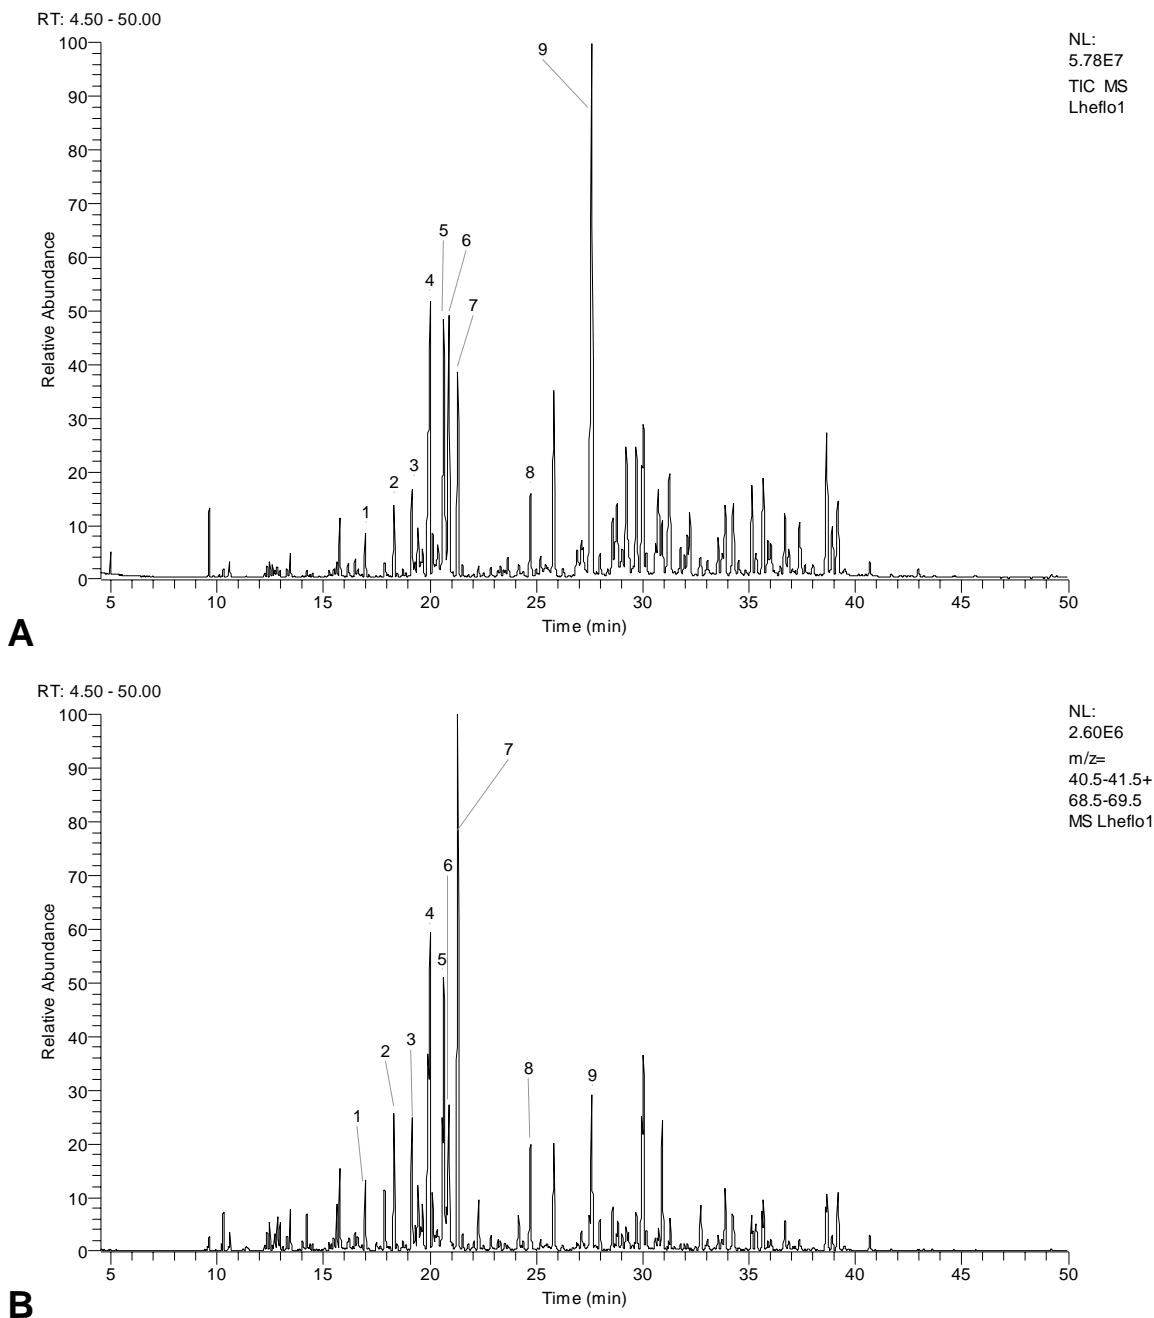 RT: 4.50 - 50.00
NL:
5.78E7
TIC MS
Lheflo1
100
90
80
70
60
50
40
30
20
10
0
Relative Abundance
9
5
6
4
7
3
2
8
1
5 10 15 20 25 30 35 40 45 50
Time (min)
A
RT: 4.50 - 50.00
NL:
2.60E6
m/z=
40.5-41.5+
68.5-69.5
MS Lheflo1
100
90
80
70
60
50
40
30
20
10
0
Relative Abundance
7
6
4
5
3
2
8
9
1
5 10 15 20 25 30 35 40 45 50
Time (min)
B